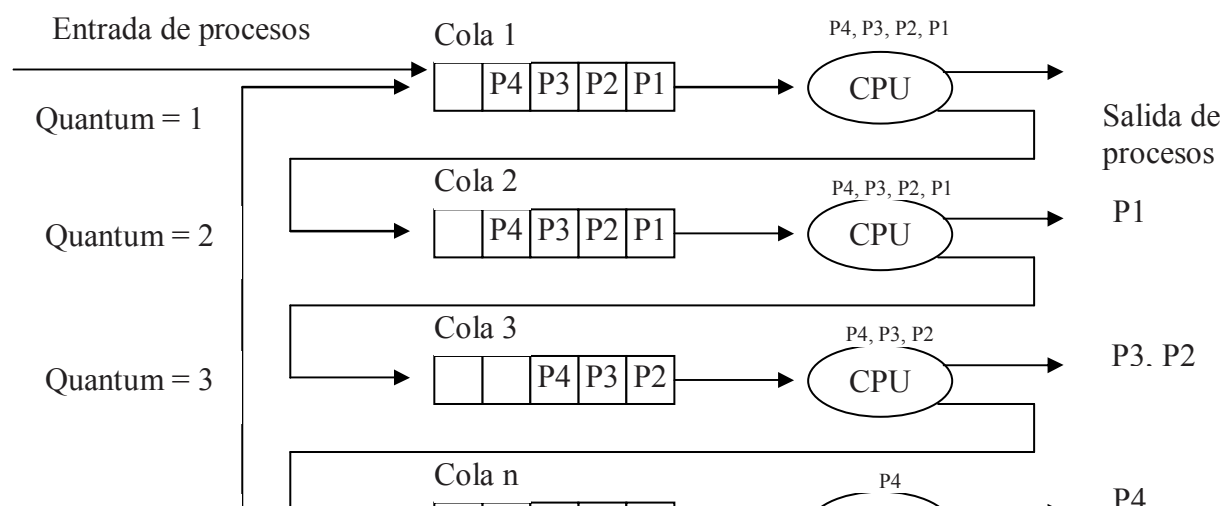 Entrada de procesos
Cola 1
P4, P3, P2, P1
P4 P3 P2 P1
CPU
Quantum = 1
Salida de
procesos
Cola 2
P4, P3, P2, P1
P1
Quantum = 2
P4 P3 P2 P1
CPU
Cola 3
P4, P3, P2
P3, P2
Quantum = 3
P4 P3 P2
CPU
Cola n
P4
P4